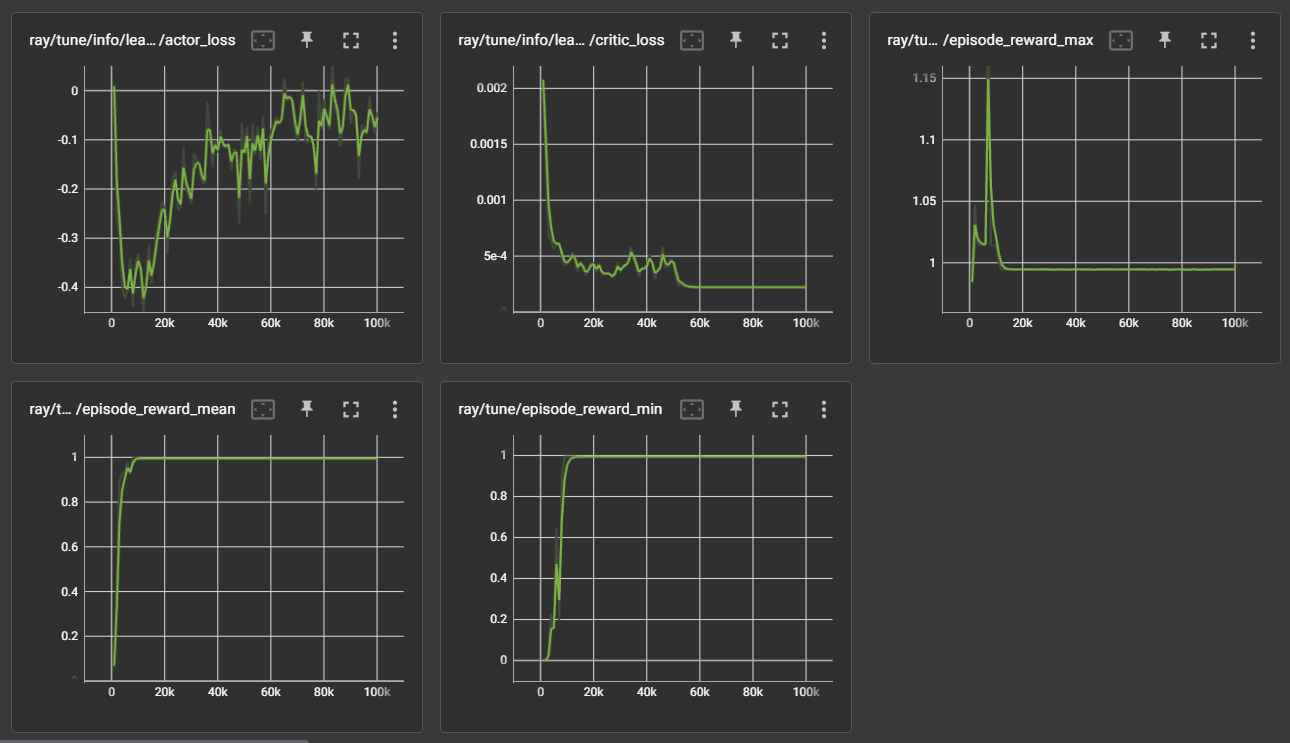 ray/tune/info/lea... /actor_loss
0
-0.1
-0.2
-0.3
-0.4
0 20k 40k 60k 80k 100k
ray/tune/info/lea... /critic_loss
0.002
0.0015
0.001
5e-4
0 20k 40k 60k 80k 100k
ray/tu... /episode_reward_max
1.15
1.1
1.05
1
0 20k 40k 60k 80k 100k
ray/t... /episode_reward_mean
1
0.8
0.6
0.4
0.2
0 20k 40k 60k 80k 100k
ray/tune/episode_reward_min
1
0.8
0.6
0.4
0.2
0
0 20k 40k 60k 80k 100k